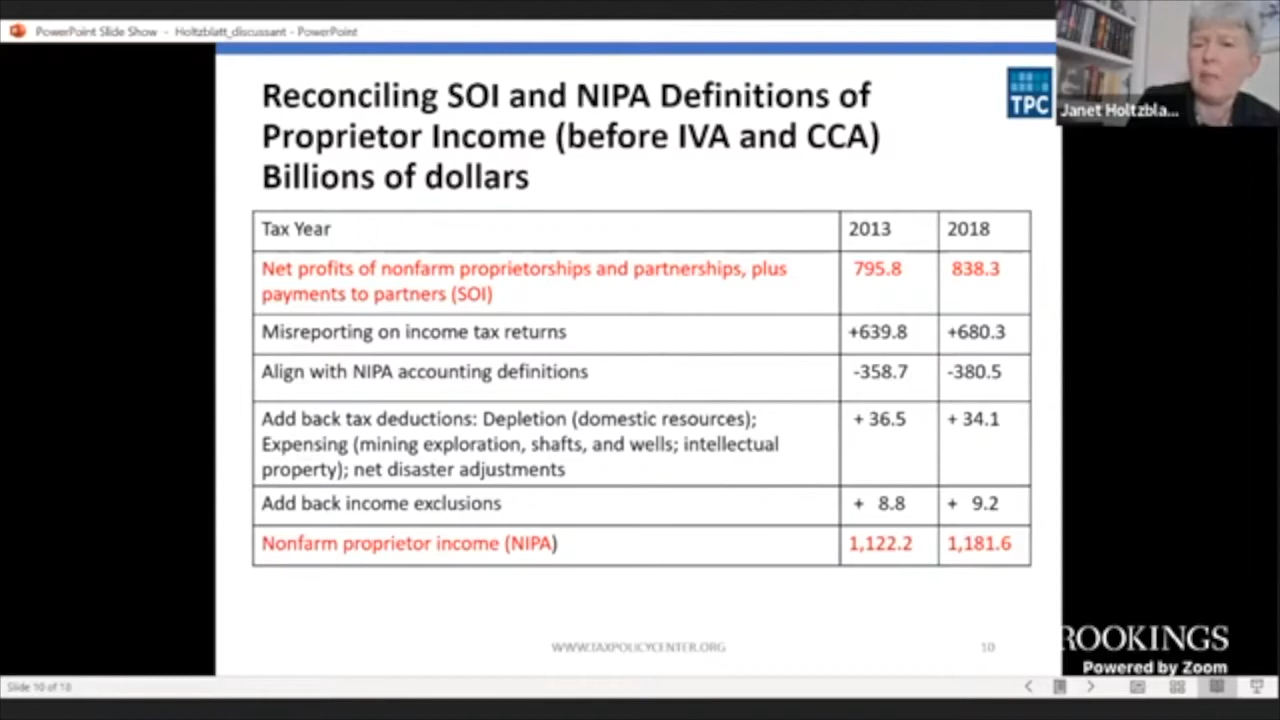 PowerPoint Slide Show - Holtzblatt_discussant - PowerPoint
Reconciling SOI and NIPA Definitions of
Proprietor Income (before IVA and CCA)
Billions of dollars
TPC
Janet Holtzbla...
Tax Year 2013 2018
Net profits of nonfarm proprietorships and partnerships, plus 795.8 838.3
payments to partners (SOI)
Misreporting on income tax returns +639.8 +680.3
Align with NIPA accounting definitions -358.7 -380.5
Add back tax deductions: Depletion (domestic resources); + 36.5 + 34.1
Expensing (mining exploration, shafts, and wells; intellectual
property); net disaster adjustments
Add back income exclusions + 8.8 + 9.2
Nonfarm proprietor income (NIPA) 1,122.2 1,181.6
WWW.TAXPOLICYCENTER.ORG 10
ROOKINGS
Powered by Zoom
Slide 10 of 18